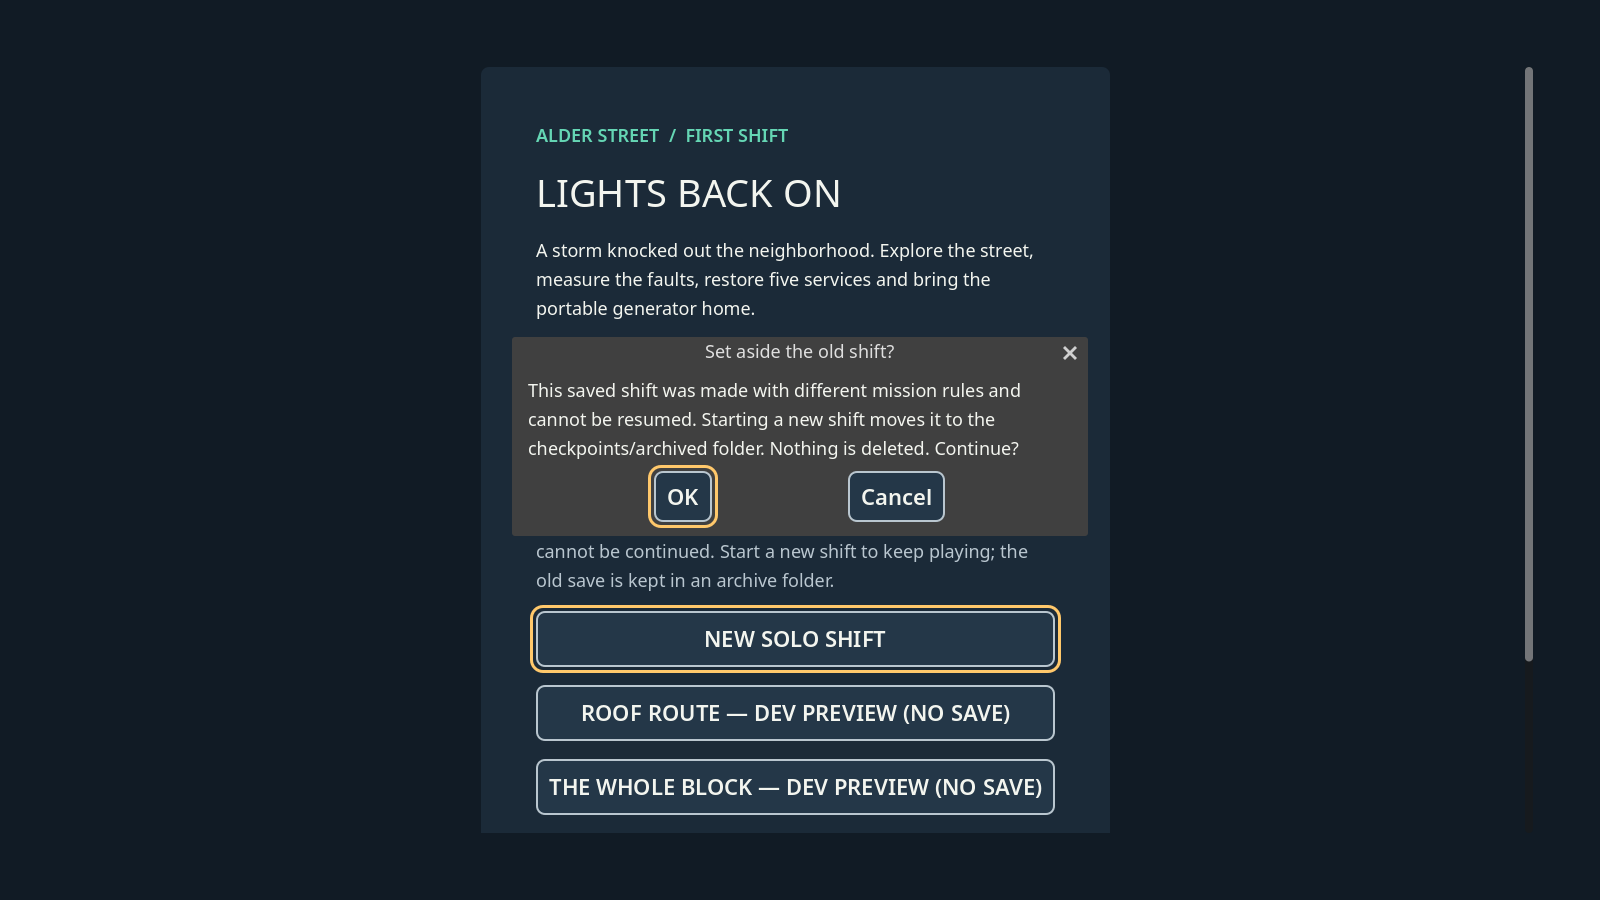 ALDER STREET / FIRST SHIFT
LIGHTS BACK ON
A storm knocked out the neighborhood. Explore the street,
measure the faults, restore five services and bring the
portable generator home.
Set aside the old shift?
This saved shift was made with different mission rules and
cannot be resumed. Starting a new shift moves it to the
checkpoints/archived folder. Nothing is deleted. Continue?
OK
Cancel
cannot be continued. Start a new shift to keep playing; the
old save is kept in an archive folder.
NEW SOLO SHIFT
ROOF ROUTE — DEV PREVIEW (NO SAVE)
THE WHOLE BLOCK — DEV PREVIEW (NO SAVE)